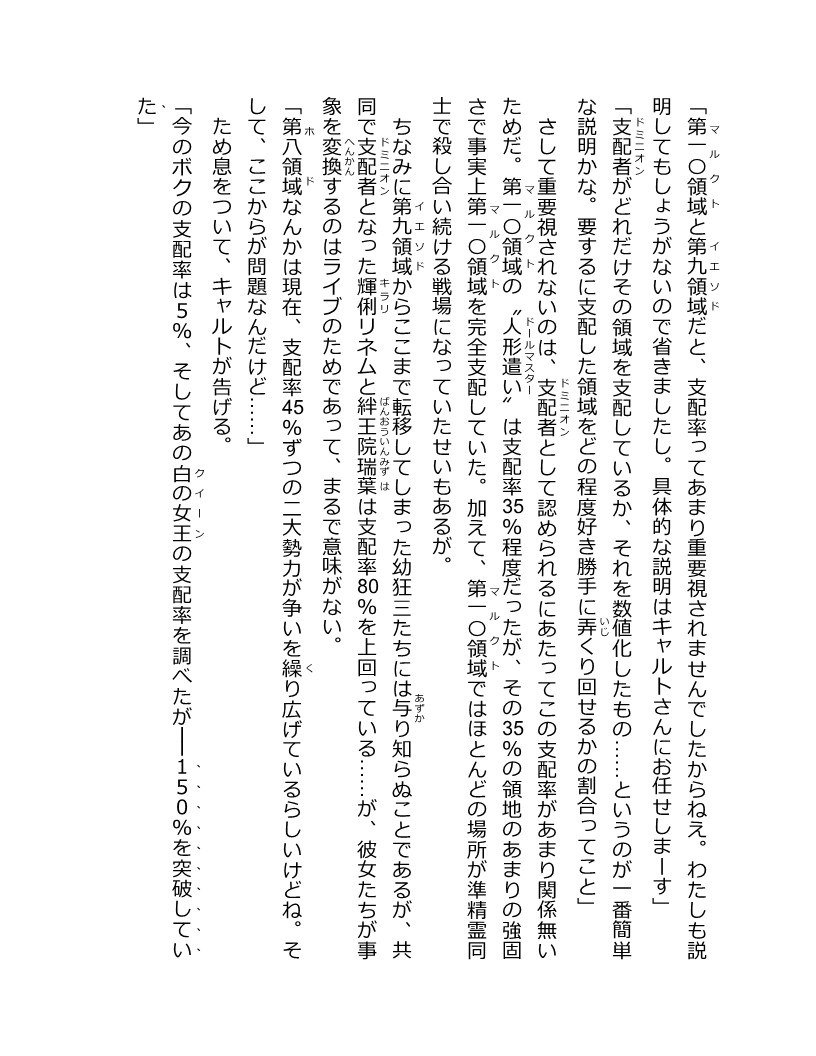 「第一〇領域と第九領域だと、支配率ってあまり重要視されませんでしたからねえ。わたしも説
明してもしょうがないので省きましたし。具体的な説明はキャルトさんにお任せしまーす」
「支配者がどれだけその領域を支配しているか、それを数値化したもの……というのが一番簡単
な説明かな。要するに支配した領域をどの程度好き勝手に弄くり回せるかの割合ってこと」
さして重要視されないのは、支配者として認められるにあたってこの支配率があまり関係無い
ためだ。第一〇領域の〝人形遣い〟は支配率35%程度だったが、その35%の領地のあまりの強固
さで事実上第一〇領域を完全支配していた。加えて、第一〇領域ではほとんどの場所が準精霊同
士で殺し合い続ける戦場になっていたせいもあるが。
ちなみに第九領域からここまで転移してしまった幼狂三たちには与り知らぬことであるが、共
同で支配者となった輝俐リネムと絆王院瑞葉は支配率80%を上回っている……が、彼女たちが事
象を変換するのはライブのためであって、まるで意味がない。
「第八領域なんかは現在、支配率45%ずつの二大勢力が争いを繰り広げているらしいけどね。そ
して、ここからが問題なんだけど……」
ため息をついて、キャルトが告げる。
「今のボクの支配率は5%、そしてあの白の女王の支配率を調べたが──150%を突破してい
た」